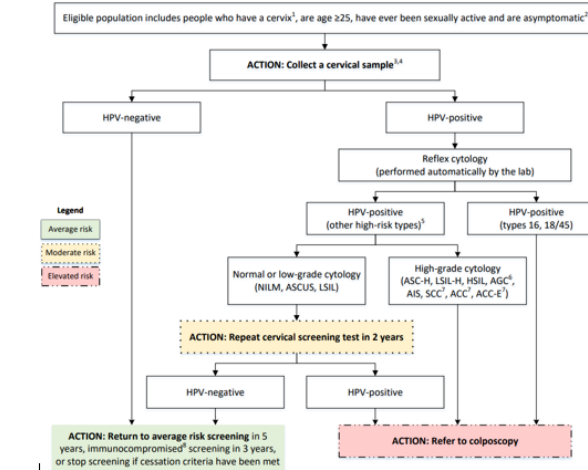 Eligible population includes people who have a cervix¹, are age ≥25, have ever been sexually active and are asymptomatic²
ACTION: Collect a cervical sample³,⁴
HPV-negative
HPV-positive
Reflex cytology
(performed automatically by the lab)
HPV-positive
(other high-risk types)⁵
HPV-positive
(types 16, 18/45)
Legend
Average risk
Moderate risk
Elevated risk
Normal or low-grade cytology
(NILM, ASCUS, LSIL)
High-grade cytology
(ASC-H, LSIL-H, HSIL, AGC⁶,
AIS, SCC⁷, ACC⁷, ACC-E⁷)
ACTION: Repeat cervical screening test in 2 years
HPV-negative
HPV-positive
ACTION: Return to average risk screening in 5
years, immunocompromised⁸ screening in 3 years,
or stop screening if cessation criteria have been met
ACTION: Refer to colposcopy